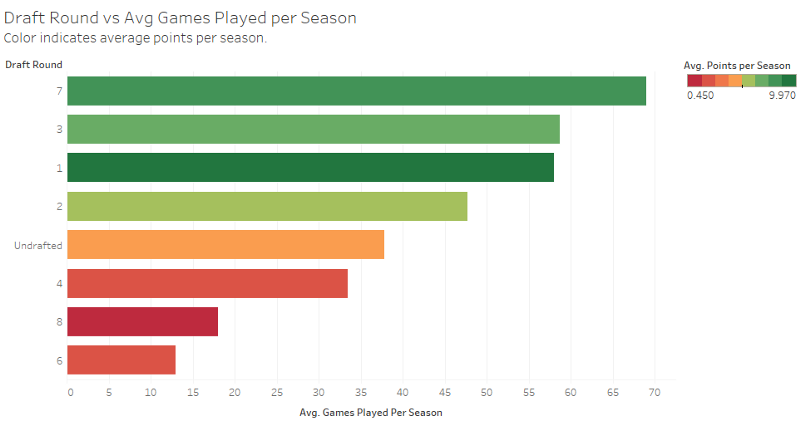 Draft Round vs Avg Games Played per Season
Color indicates average points per season.
Draft Round
Avg. Points per Season
0.450 9.970
7
3
1
2
Undrafted
4
8
6
0 5 10 15 20 25 30 35 40 45 50 55 60 65 70
Avg. Games Played Per Season